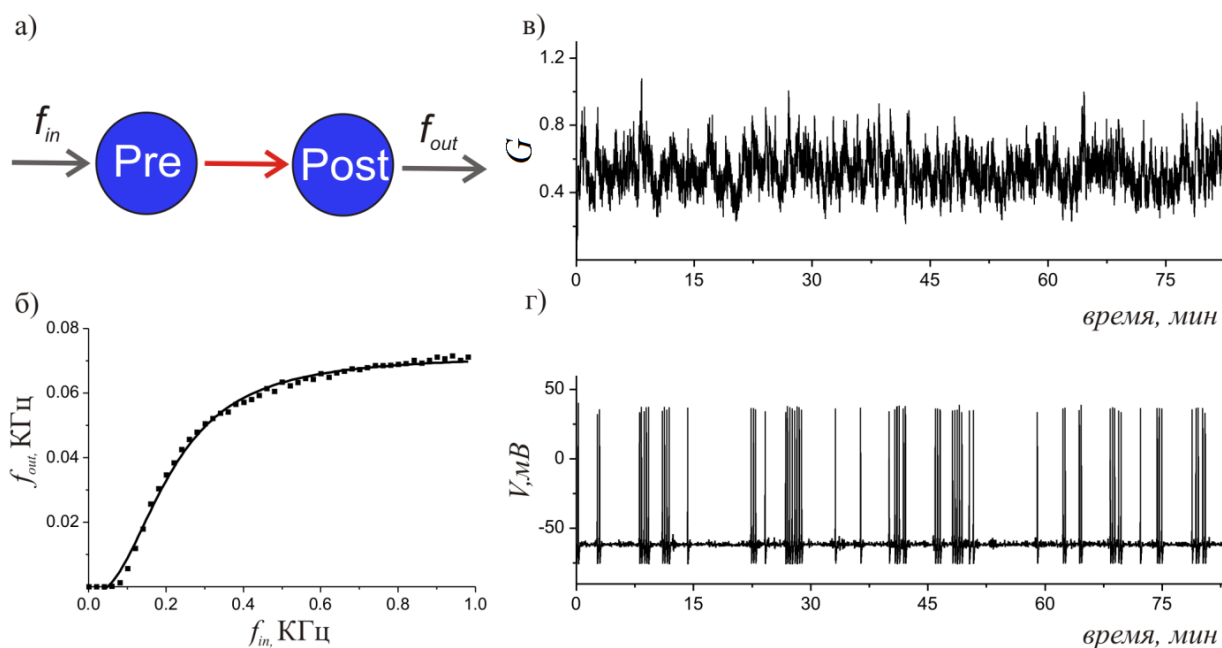 а)
f_in
Pre
Post
f_out
б)
0.08
0.06
0.04
0.02
f_out, КГц
0.0 0.2 0.4 0.6 0.8 1.0
f_in, КГц
в)
1.2
0.8
0.4
G
0 15 30 45 60 75
время, мин
г)
50
0
-50
V,мВ
0 15 30 45 60 75
время, мин